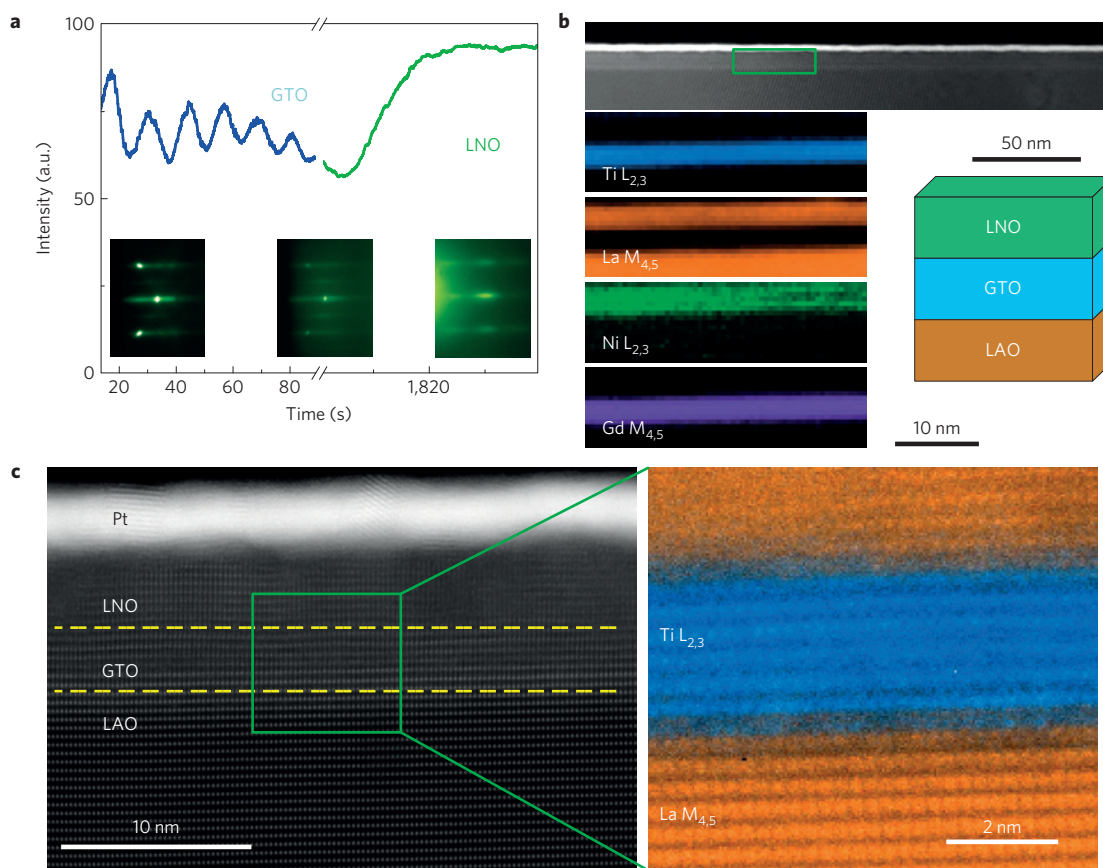 a
100
50
0
Intensity (a.u.)
GTO
LNO
20
40
60
80
1,820
Time (s)
b
50 nm
Ti L2,3
La M4,5
Ni L2,3
Gd M4,5
LNO
GTO
LAO
10 nm
c
Pt
LNO
GTO
LAO
10 nm
Ti L2,3
La M4,5
2 nm